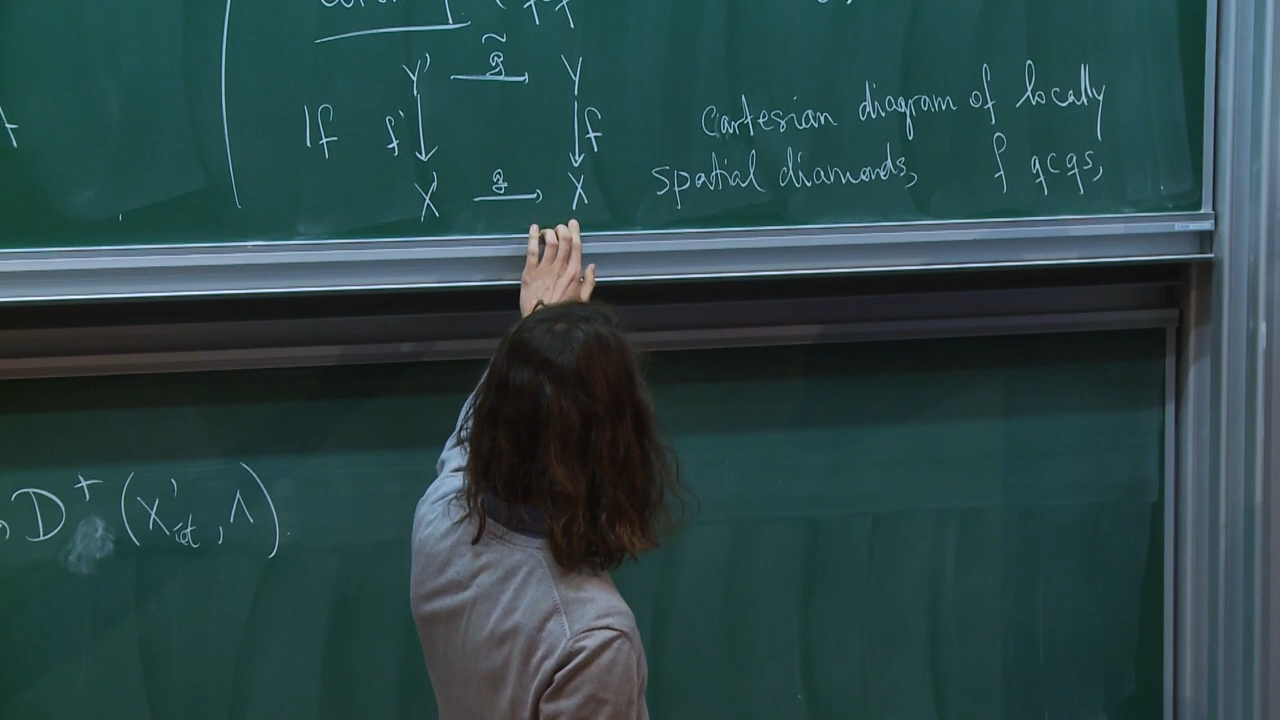 Y' g̃ Y
If f' f Cartesian diagram of locally
X' g X spatial diamonds, f qcqs,
, D⁺(X'ét, Λ).